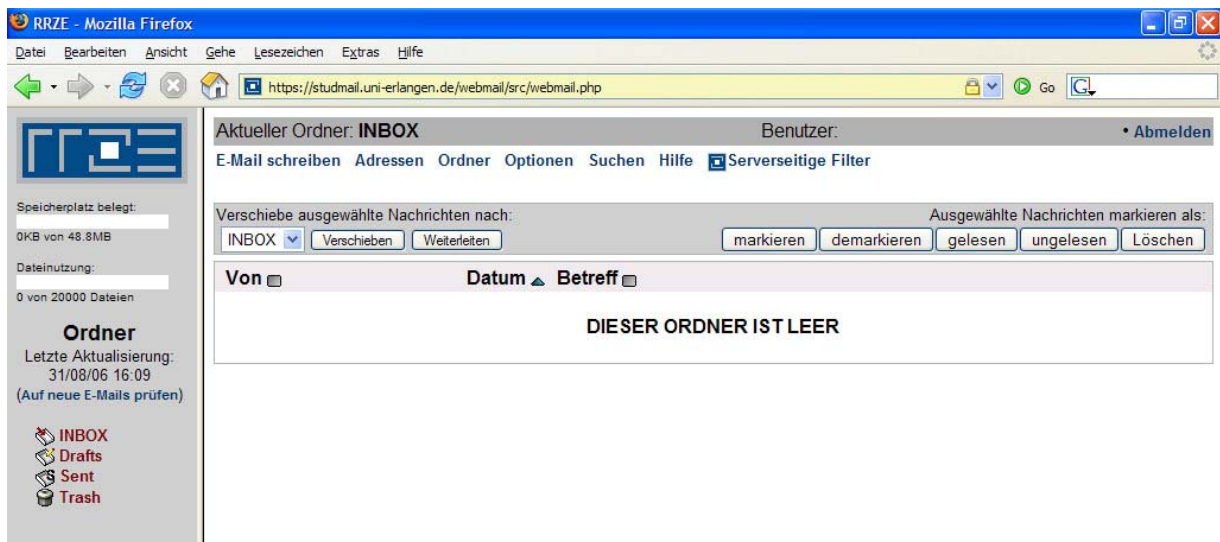 RRZE - Mozilla Firefox
Datei Bearbeiten Ansicht Gehe Lesezeichen Extras Hilfe
https://studmail.uni-erlangen.de/webmail/src/webmail.php Go G
RRZE
Speicherplatz belegt:
0KB von 48.8MB
Dateinutzung:
0 von 20000 Dateien
Ordner
Letzte Aktualisierung:
31/08/06 16:09
(Auf neue E-Mails prüfen)
INBOX
Drafts
Sent
Trash
Aktueller Ordner: INBOX Benutzer: • Abmelden
E-Mail schreiben Adressen Ordner Optionen Suchen Hilfe Serverseitige Filter
Verschiebe ausgewählte Nachrichten nach: Ausgewählte Nachrichten markieren als:
INBOX Verschieben Weiterleiten markieren demarkieren gelesen ungelesen Löschen
Von Datum Betreff
DIESER ORDNER IST LEER